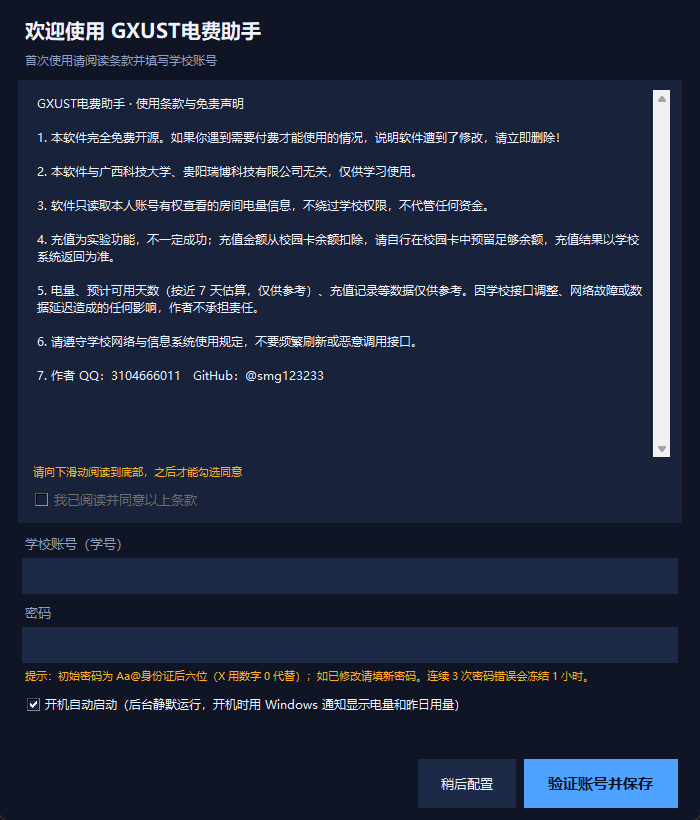 欢迎使用 GXUST电费助手
首次使用请阅读条款并填写学校账号
GXUST电费助手 · 使用条款与免责声明
1. 本软件完全免费开源。如果你遇到需要付费才能使用的情况，说明软件遭到了修改，请立即删除！
2. 本软件与广西科技大学、贵阳瑞博科技有限公司无关，仅供学习使用。
3. 软件只读取本人账号有权查看的房间电量信息，不绕过学校权限，不代管任何资金。
4. 充值为实验功能，不一定成功；充值金额从校园卡余额扣除，请自行在校园卡中预留足够余额，充值结果以学校
系统返回为准。
5. 电量、预计可用天数（按近 7 天估算，仅供参考）、充值记录等数据仅供参考。因学校接口调整、网络故障或数
据延迟造成的任何影响，作者不承担责任。
6. 请遵守学校网络与信息系统使用规定，不要频繁刷新或恶意调用接口。
7. 作者 QQ：3104666011　GitHub：@smg123233
请向下滑动阅读到底部，之后才能勾选同意
我已阅读并同意以上条款
学校账号（学号）
密码
提示：初始密码为 Aa@身份证后六位（X 用数字 0 代替）；如已修改请填新密码。连续 3 次密码错误会冻结 1 小时。
开机自动启动（后台静默运行，开机时用 Windows 通知显示电量和昨日用量）
稍后配置
验证账号并保存